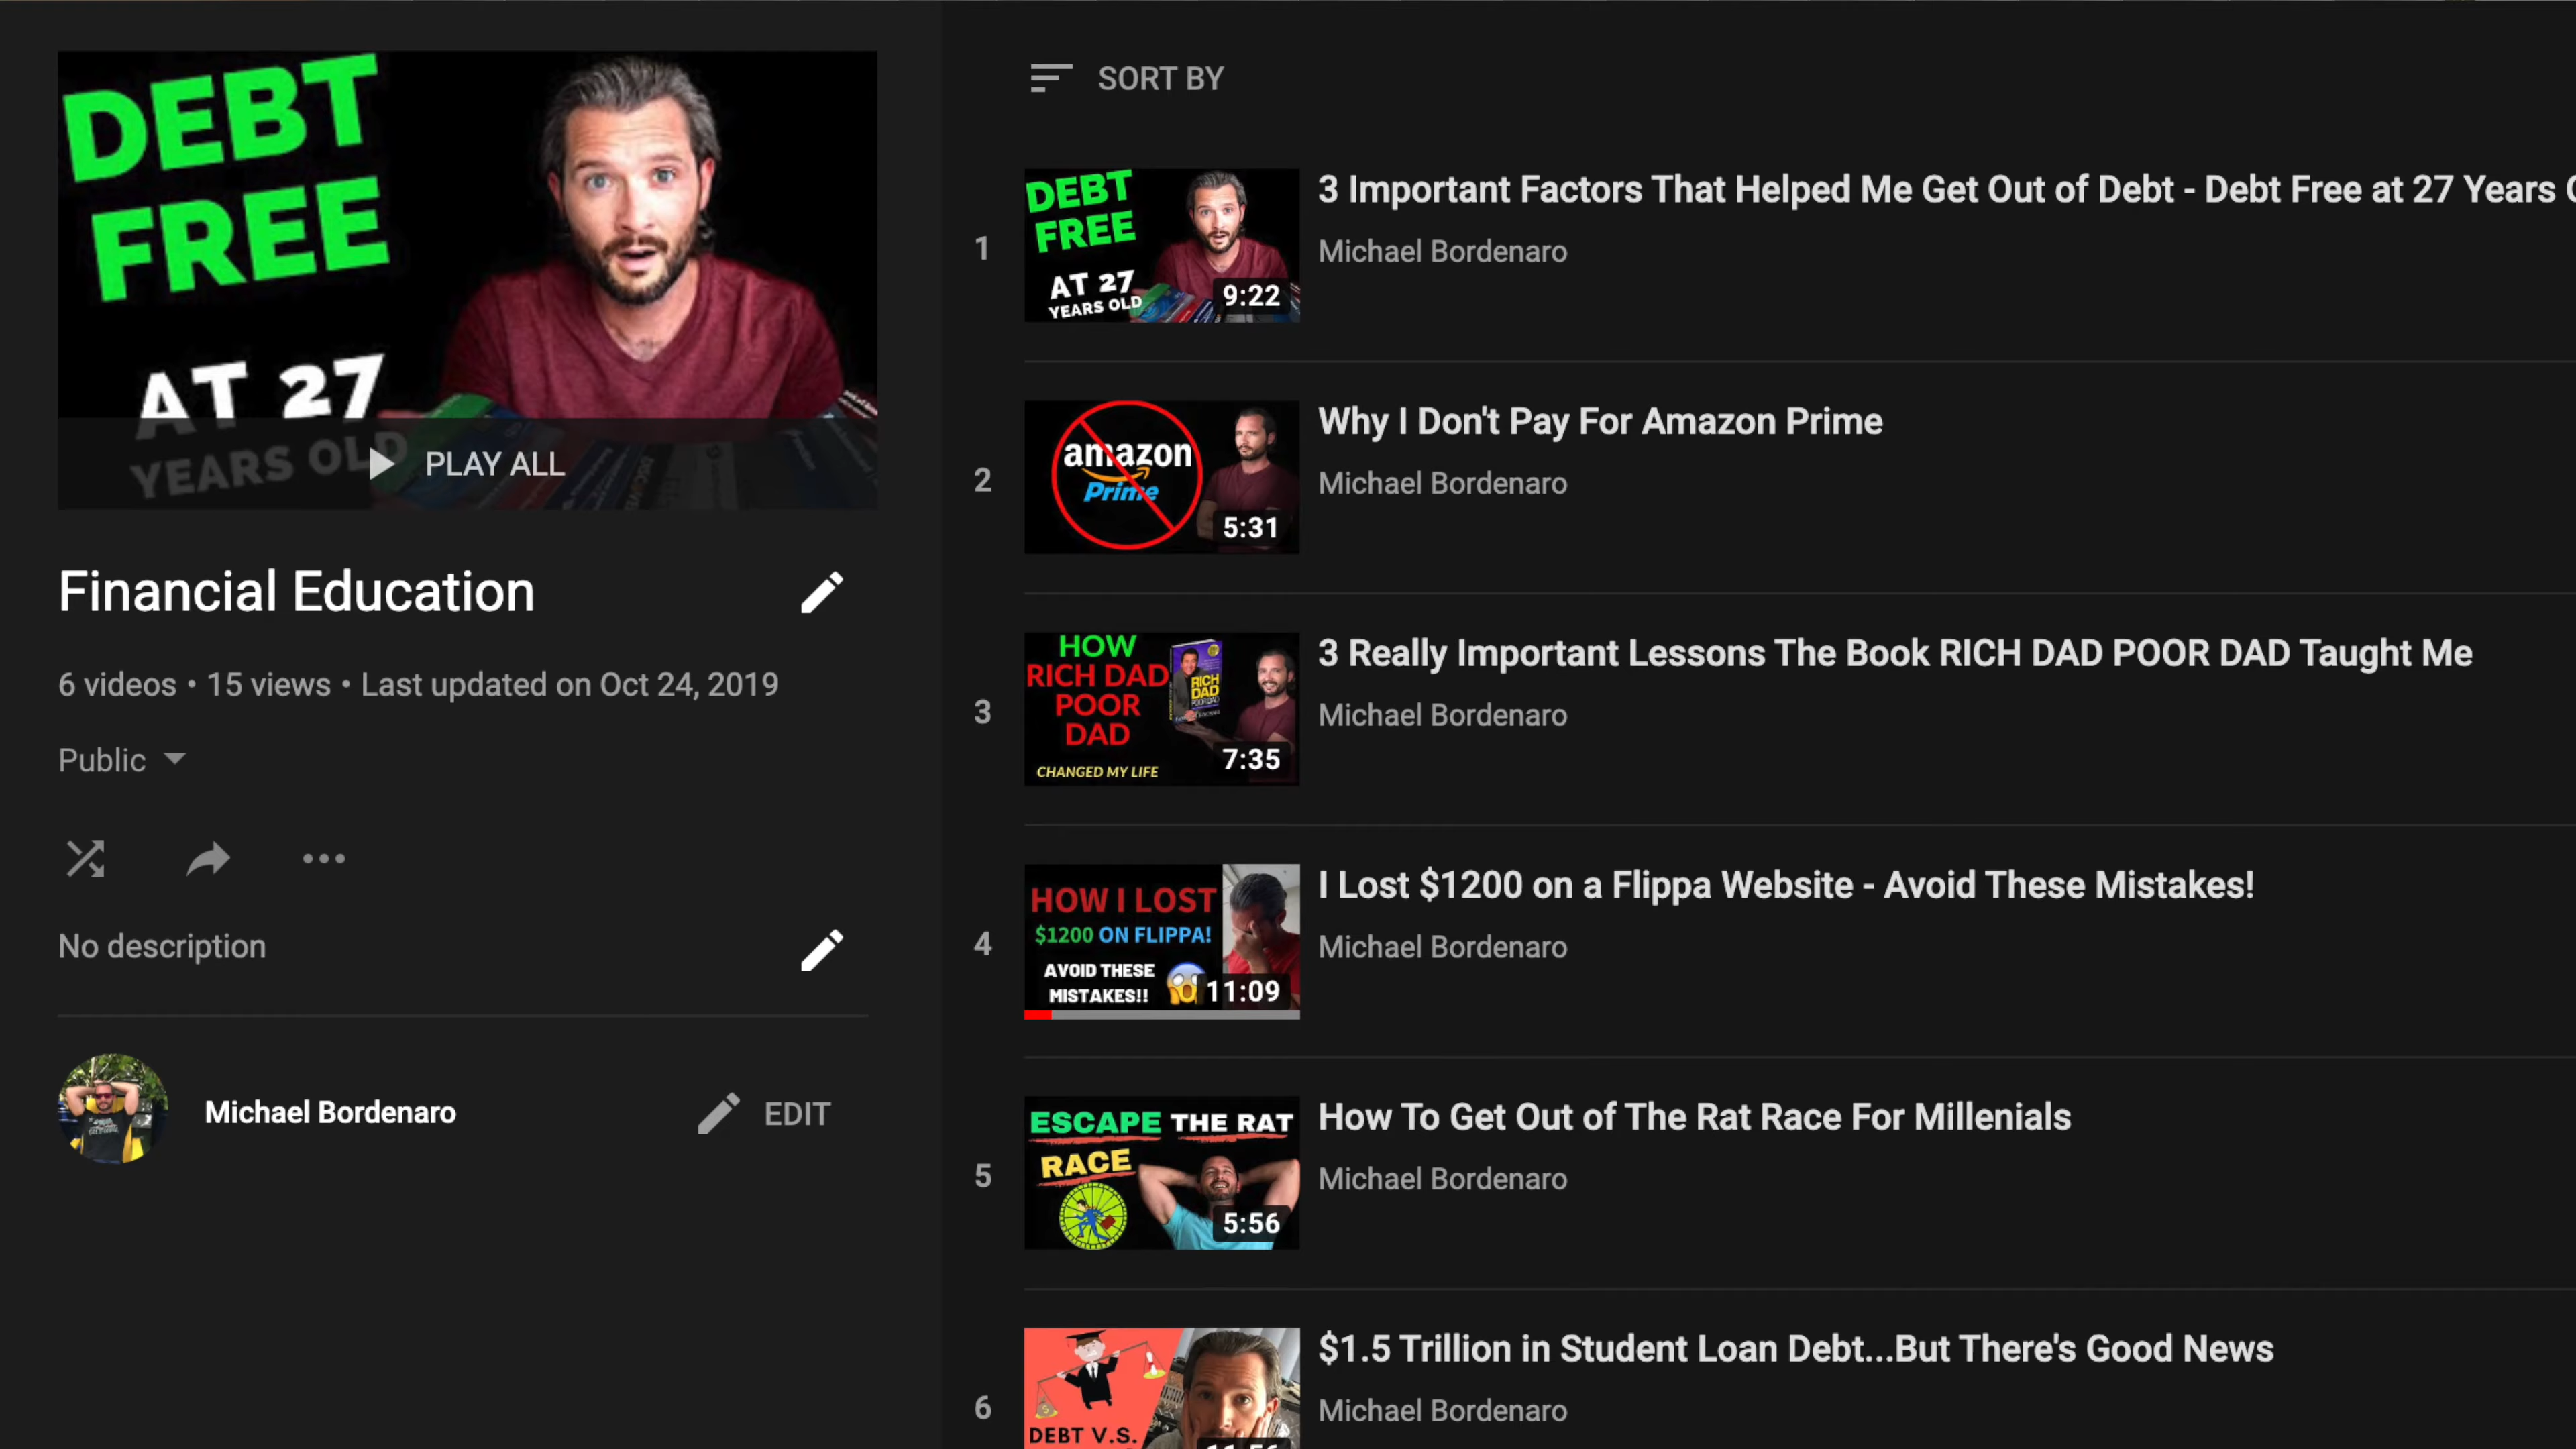 DEBT
FREE
AT 27
YEARS OLD
PLAY ALL
Financial Education
6 videos • 15 views • Last updated on Oct 24, 2019
Public
No description
Michael Bordenaro
EDIT
SORT BY
1
DEBT
FREE
AT 27
YEARS OLD
9:22
3 Important Factors That Helped Me Get Out of Debt - Debt Free at 27 Years
Michael Bordenaro
2
amazon
Prime
5:31
Why I Don't Pay For Amazon Prime
Michael Bordenaro
3
HOW
RICH DAD
POOR
DAD
CHANGED MY LIFE
RICH
DAD
POOR DAD
7:35
3 Really Important Lessons The Book RICH DAD POOR DAD Taught Me
Michael Bordenaro
4
HOW I LOST
$1200 ON FLIPPA!
AVOID THESE
MISTAKES!!
11:09
I Lost $1200 on a Flippa Website - Avoid These Mistakes!
Michael Bordenaro
5
ESCAPE THE RAT
RACE
5:56
How To Get Out of The Rat Race For Millenials
Michael Bordenaro
6
DEBT V.S.
11:56
$1.5 Trillion in Student Loan Debt...But There's Good News
Michael Bordenaro